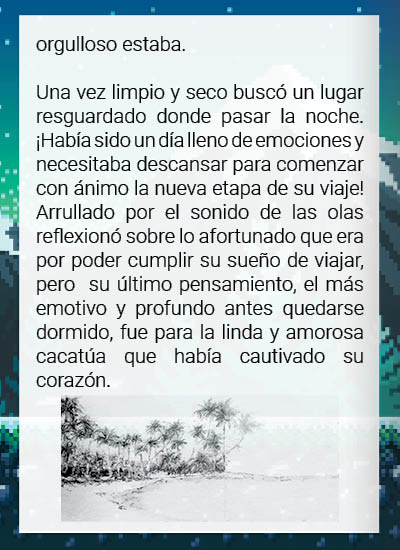 orgulloso estaba.
Una vez limpio y seco buscó un lugar
resguardado donde pasar la noche.
¡Había sido un día lleno de emociones y
necesitaba descansar para comenzar
con ánimo la nueva etapa de su viaje!
Arrullado por el sonido de las olas
reflexionó sobre lo afortunado que era
por poder cumplir su sueño de viajar,
pero su último pensamiento, el más
emotivo y profundo antes quedarse
dormido, fue para la linda y amorosa
cacatúa que había cautivado su
corazón.